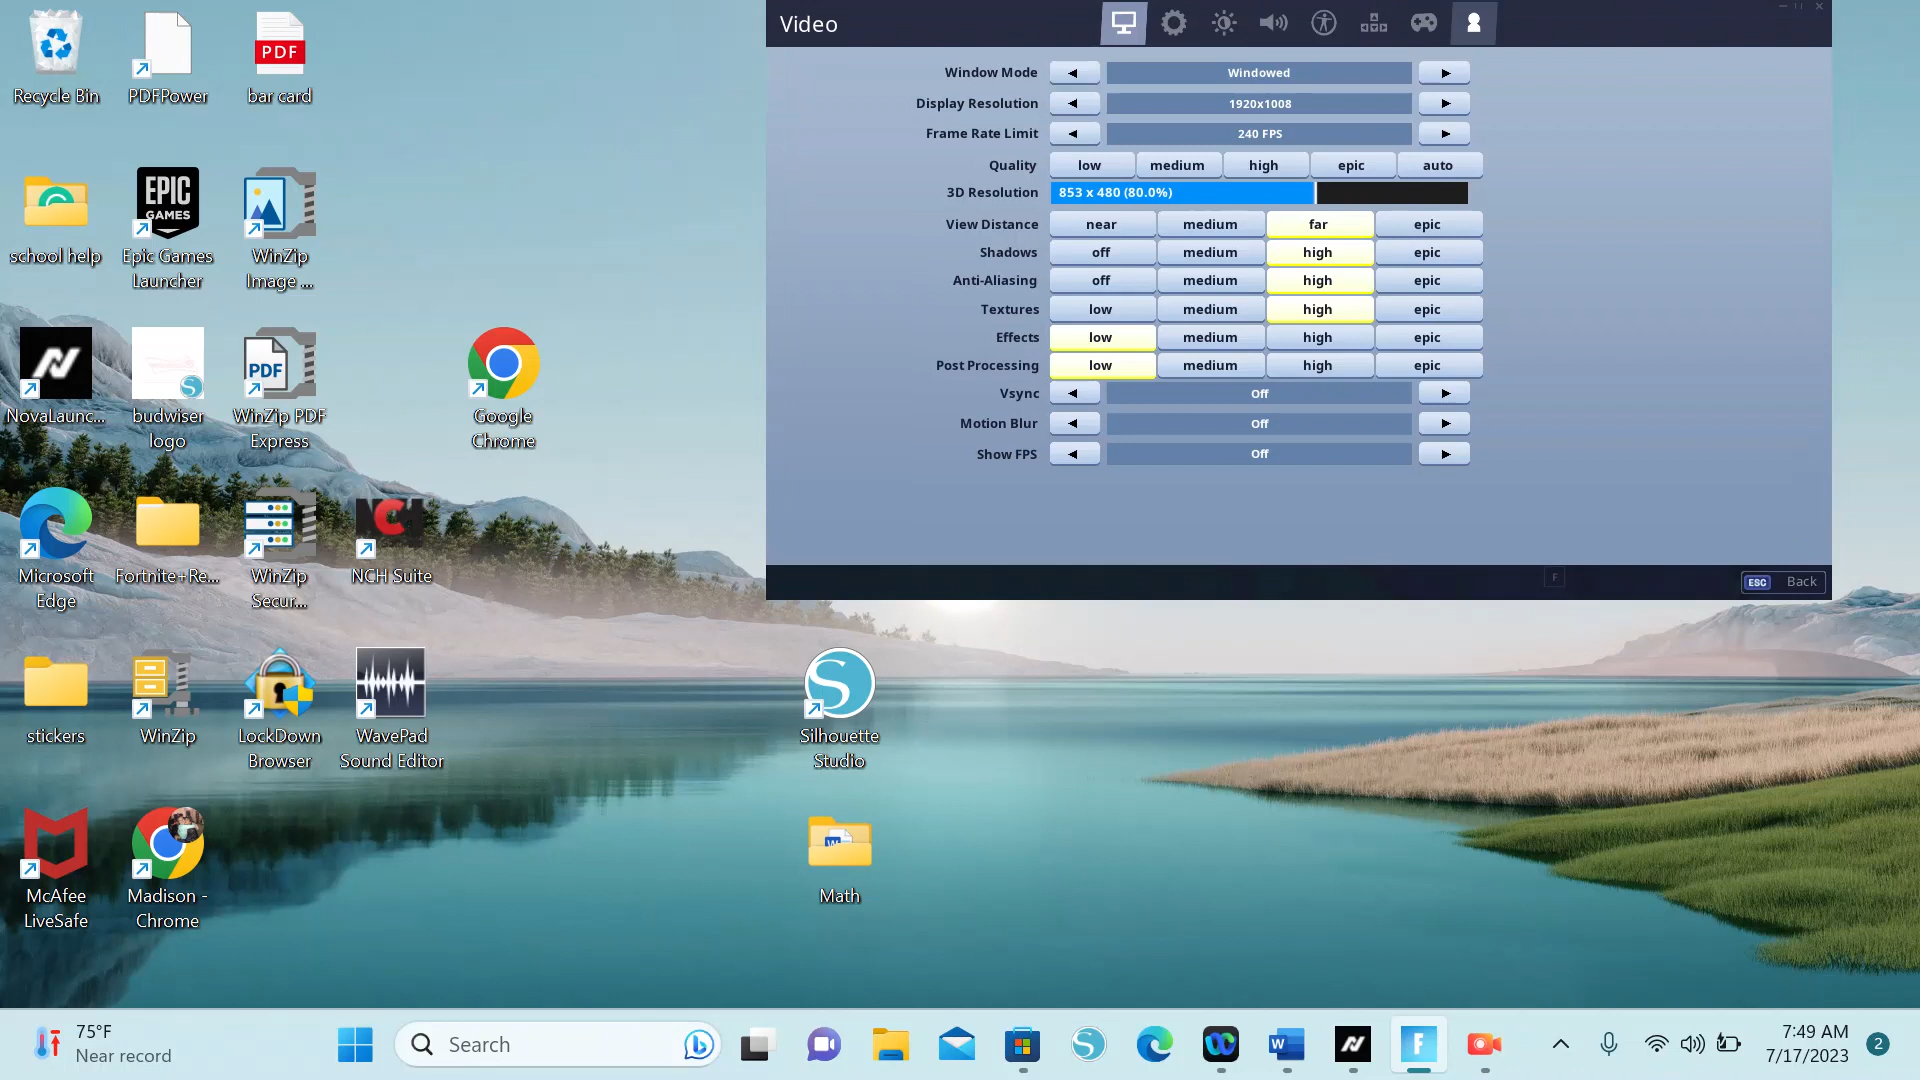 Recycle Bin
PDFPower
PDF
bar card
school help
EPIC
GAMES
Epic Games
Launcher
WinZip
Image ...
NovaLaunc...
budwiser
logo
PDF
WinZip PDF
Express
Google
Chrome
Microsoft
Edge
Fortnite+Re...
WinZip
Secur...
NCH
NCH Suite
stickers
WinZip
LockDown
Browser
WavePad
Sound Editor
McAfee
LiveSafe
Madison -
Chrome
S
Silhouette
Studio
W
Math
Video
Window Mode Windowed
Display Resolution 1920x1008
Frame Rate Limit 240 FPS
Quality low medium high epic auto
3D Resolution 853 x 480 (80.0%)
View Distance near medium far epic
Shadows off medium high epic
Anti-Aliasing off medium high epic
Textures low medium high epic
Effects low medium high epic
Post Processing low medium high epic
Vsync Off
Motion Blur Off
Show FPS Off
F
ESC Back
75°F
Near record
Search
S
W
F
7:49 AM
7/17/2023
2